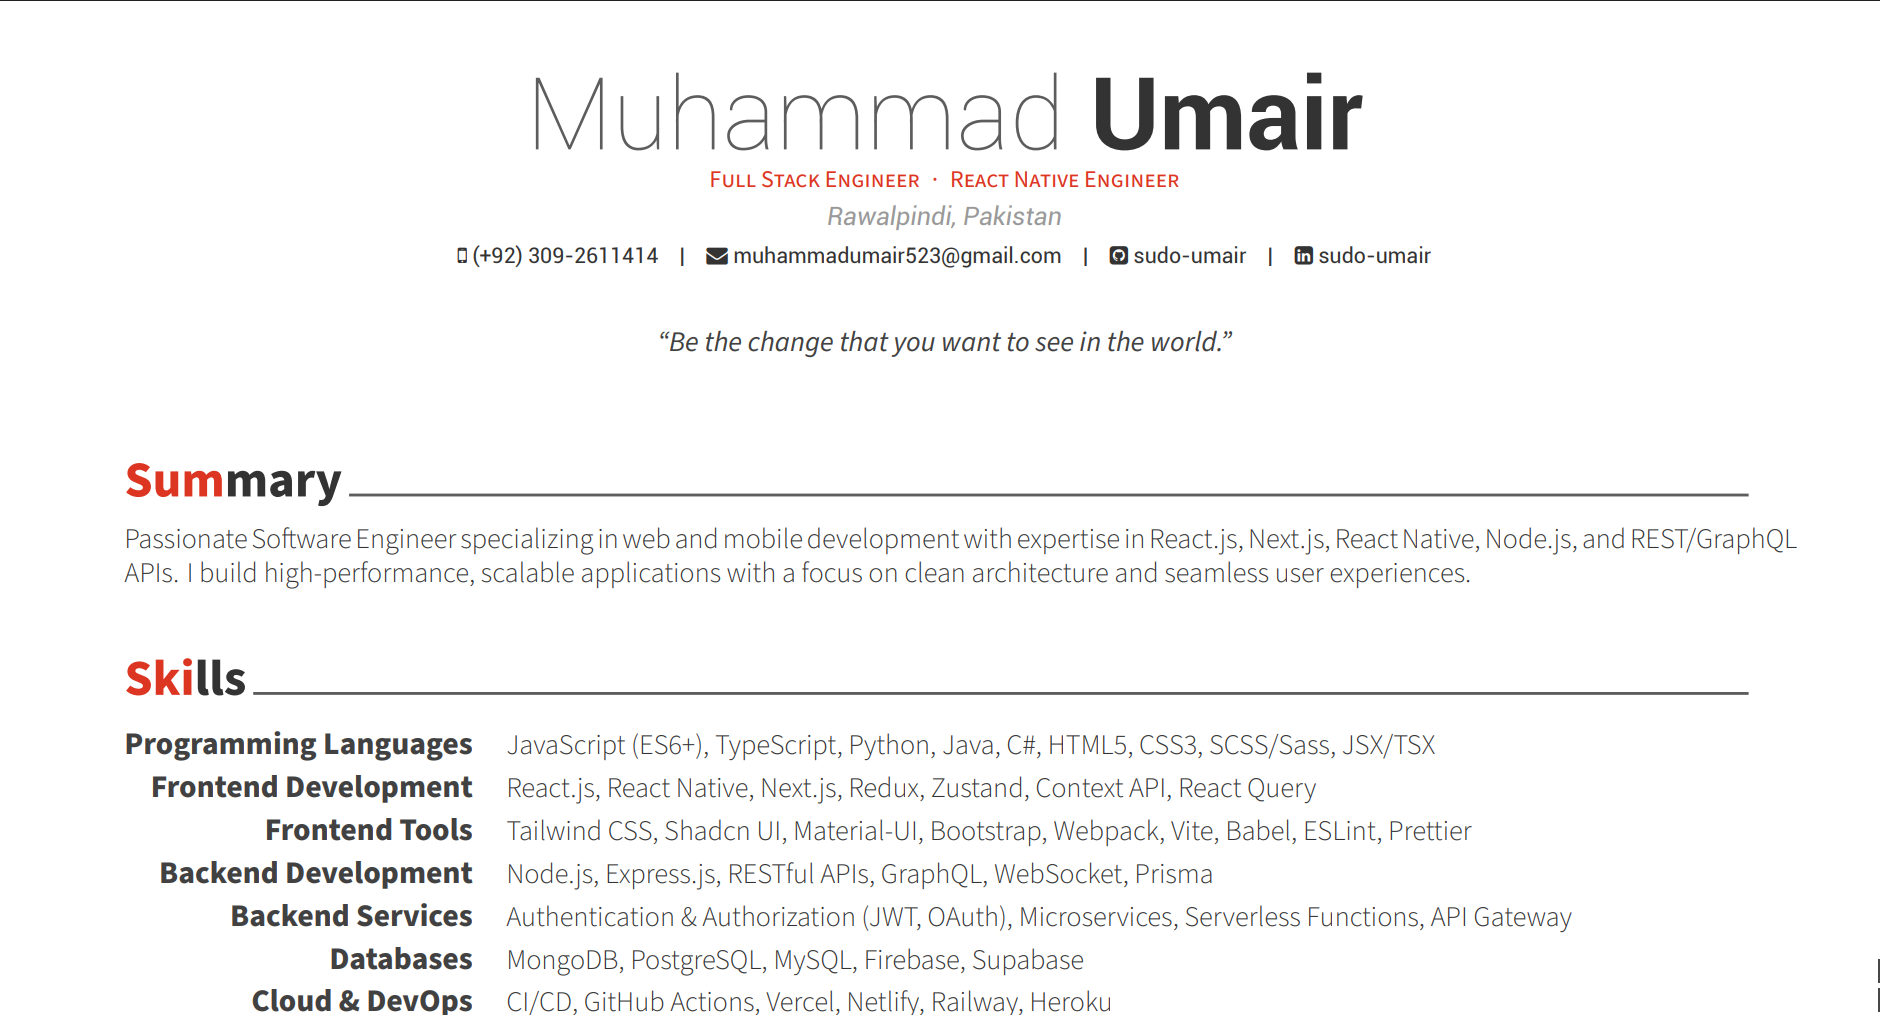 Muhammad Umair
Full Stack Engineer · React Native Engineer
Rawalpindi, Pakistan
(+92) 309-2611414 | muhammadumair523@gmail.com | sudo-umair | sudo-umair
“Be the change that you want to see in the world.”
Summary
Passionate Software Engineer specializing in web and mobile development with expertise in React.js, Next.js, React Native, Node.js, and REST/GraphQL
APIs. I build high-performance, scalable applications with a focus on clean architecture and seamless user experiences.
Skills
Programming Languages JavaScript (ES6+), TypeScript, Python, Java, C#, HTML5, CSS3, SCSS/Sass, JSX/TSX
Frontend Development React.js, React Native, Next.js, Redux, Zustand, Context API, React Query
Frontend Tools Tailwind CSS, Shadcn UI, Material-UI, Bootstrap, Webpack, Vite, Babel, ESLint, Prettier
Backend Development Node.js, Express.js, RESTful APIs, GraphQL, WebSocket, Prisma
Backend Services Authentication & Authorization (JWT, OAuth), Microservices, Serverless Functions, API Gateway
Databases MongoDB, PostgreSQL, MySQL, Firebase, Supabase
Cloud & DevOps CI/CD, GitHub Actions, Vercel, Netlify, Railway, Heroku